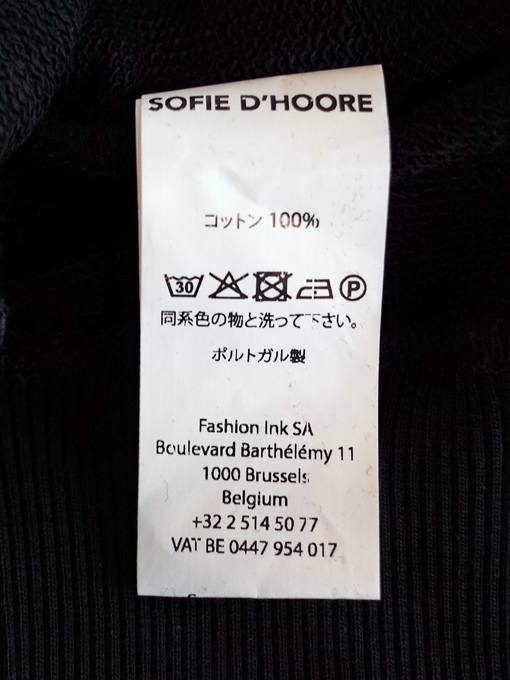 SOFIE D'HOORE
コットン 100%
30 P
同系色の物と洗って下さい。
ポルトガル製
Fashion Ink SA
Boulevard Barthélémy 11
1000 Brussels
Belgium
+32 2 514 50 77
VAT BE 0447 954 017